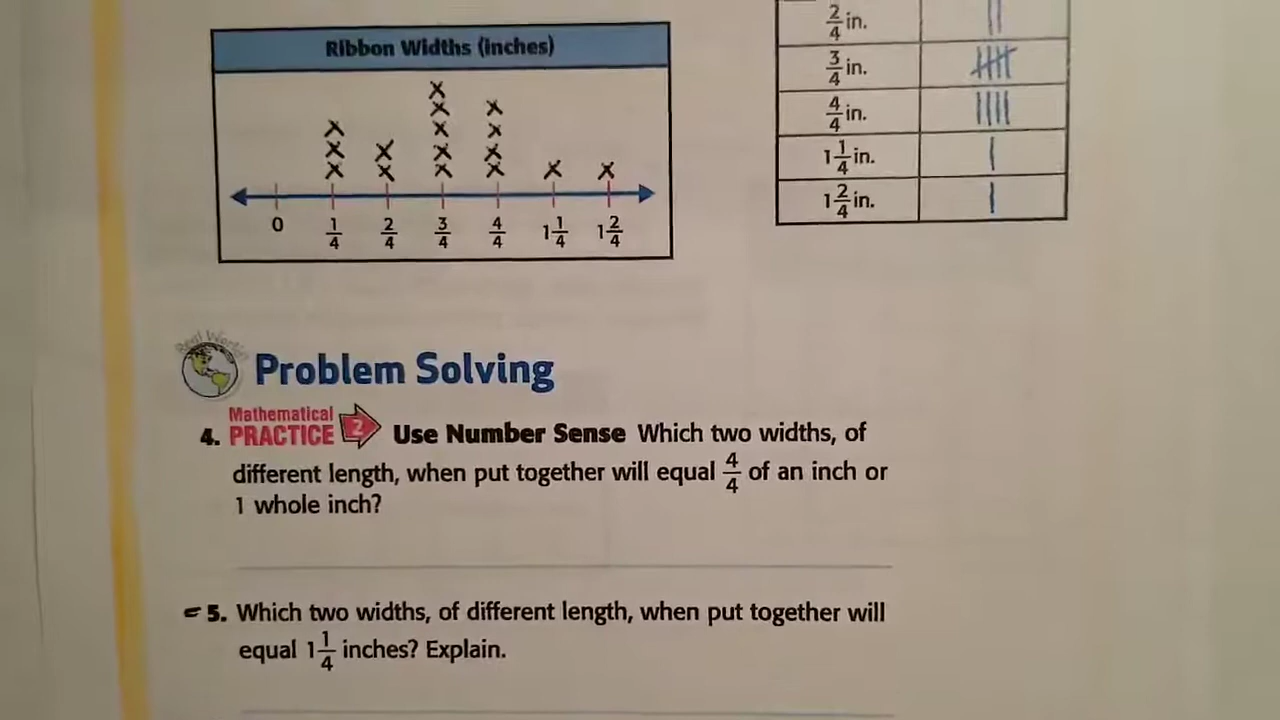 Ribbon Widths (inches)
0 1/4 2/4 3/4 4/4 1 1/4 1 2/4
2/4 in.
3/4 in.
4/4 in.
1 1/4 in.
1 2/4 in.
Real World
Problem Solving
4. Mathematical PRACTICE 2 Use Number Sense Which two widths, of
different length, when put together will equal 4/4 of an inch or
1 whole inch?
5. Which two widths, of different length, when put together will
equal 1 1/4 inches? Explain.